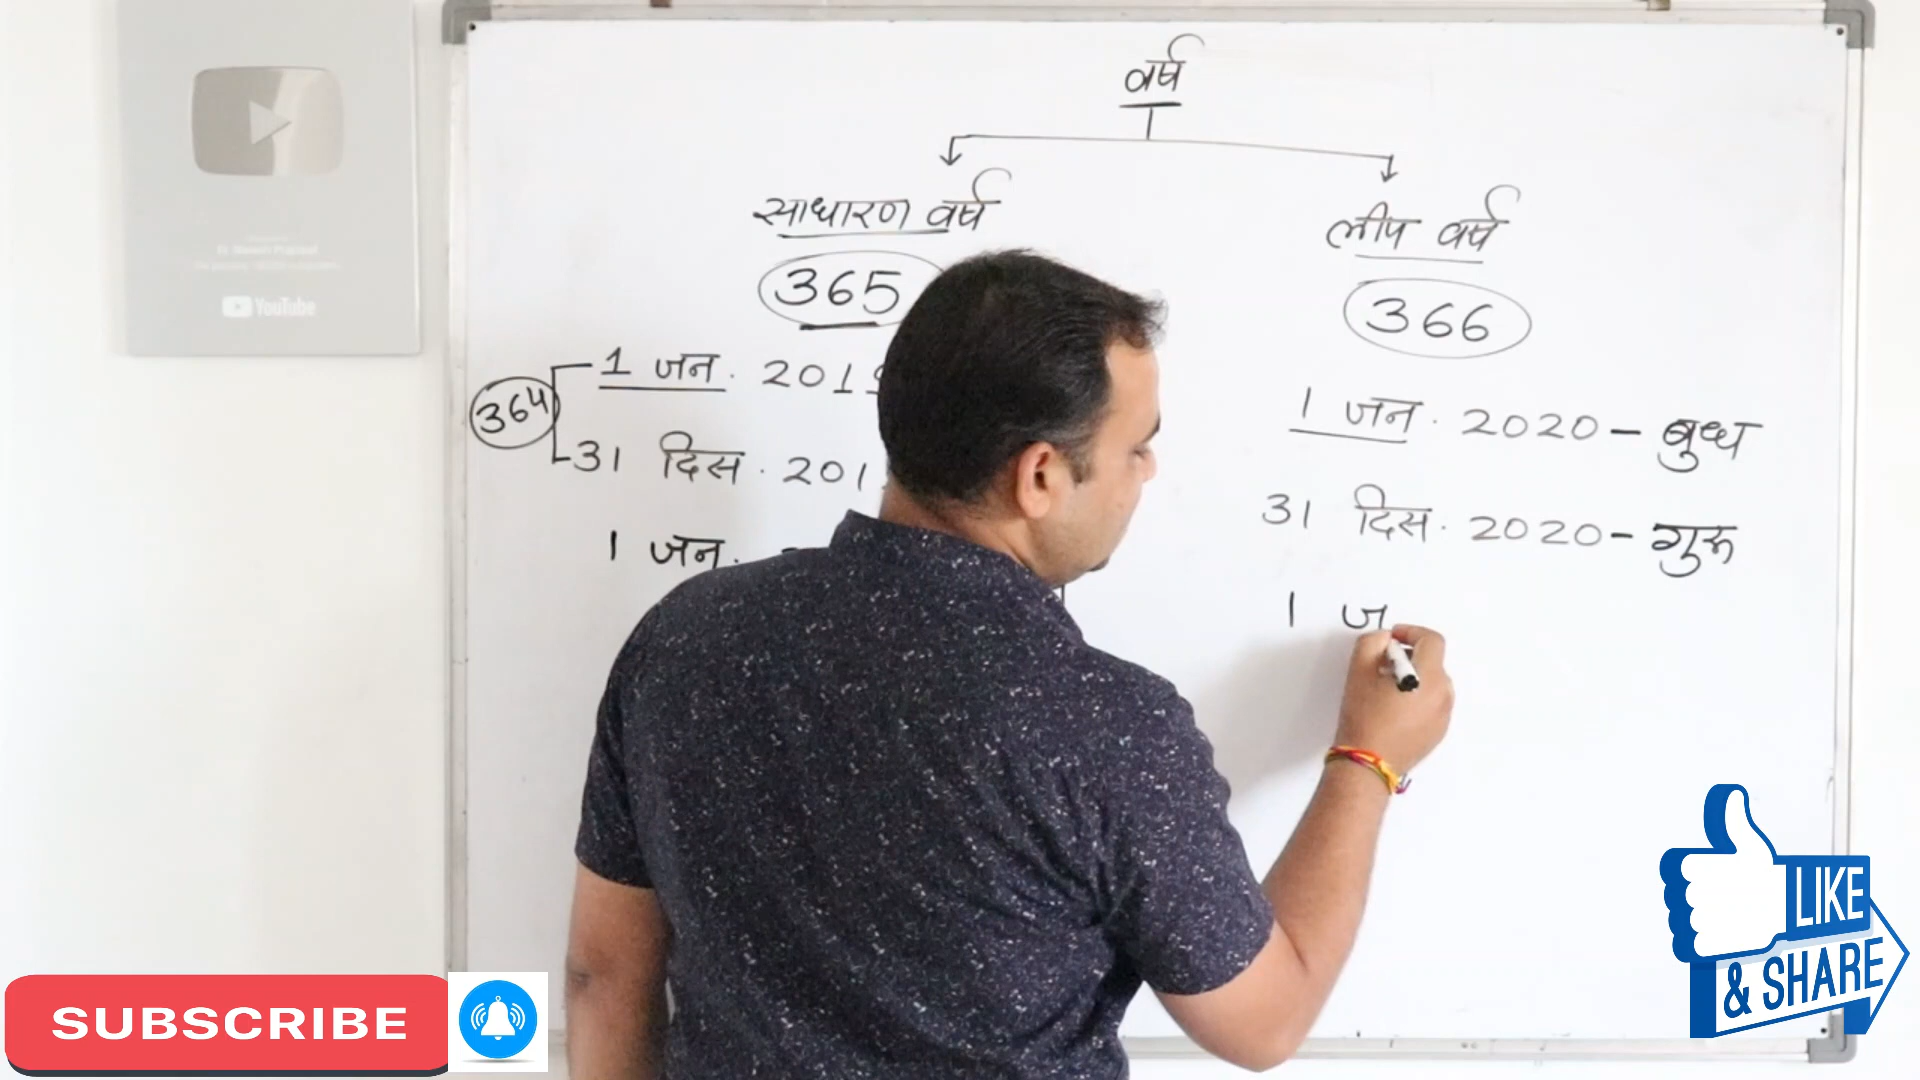 वर्ष
साधारण वर्ष
365
364
1 जन. 2019
31 दिस. 201
1 जन.
लीप वर्ष
366
1 जन. 2020 - बुध
31 दिस. 2020 - गुरु
1 ज
YouTube
SUBSCRIBE
LIKE
& SHARE